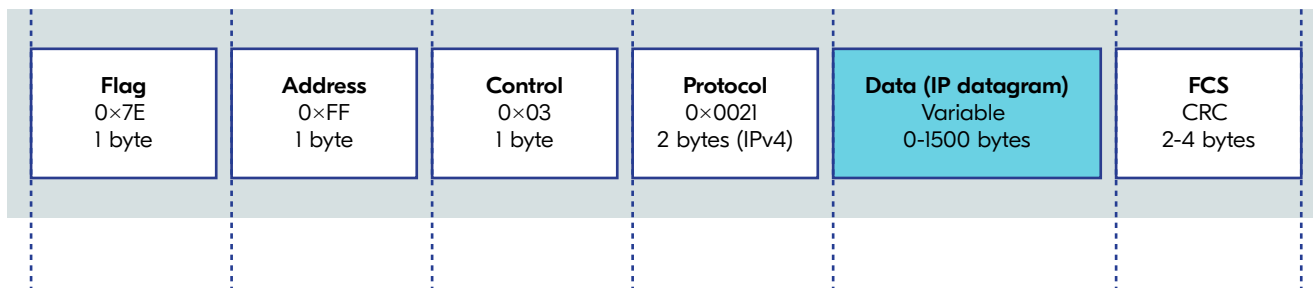 Flag
0×7E
1 byte
Address
0×FF
1 byte
Control
0×03
1 byte
Protocol
0×0021
2 bytes (IPv4)
Data (IP datagram)
Variable
0-1500 bytes
FCS
CRC
2-4 bytes